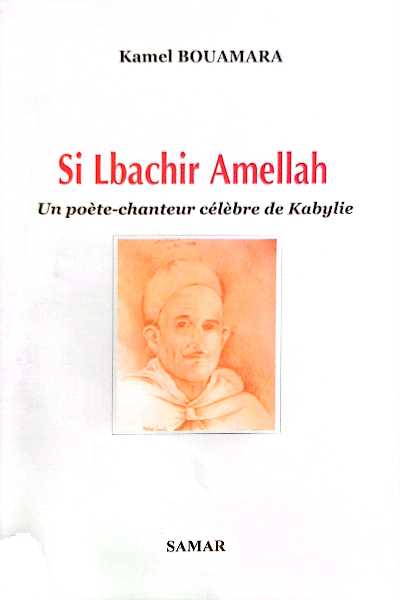 Kamel BOUAMARA
Si Lbachir Amellah
Un poète-chanteur célèbre de Kabylie
SAMAR